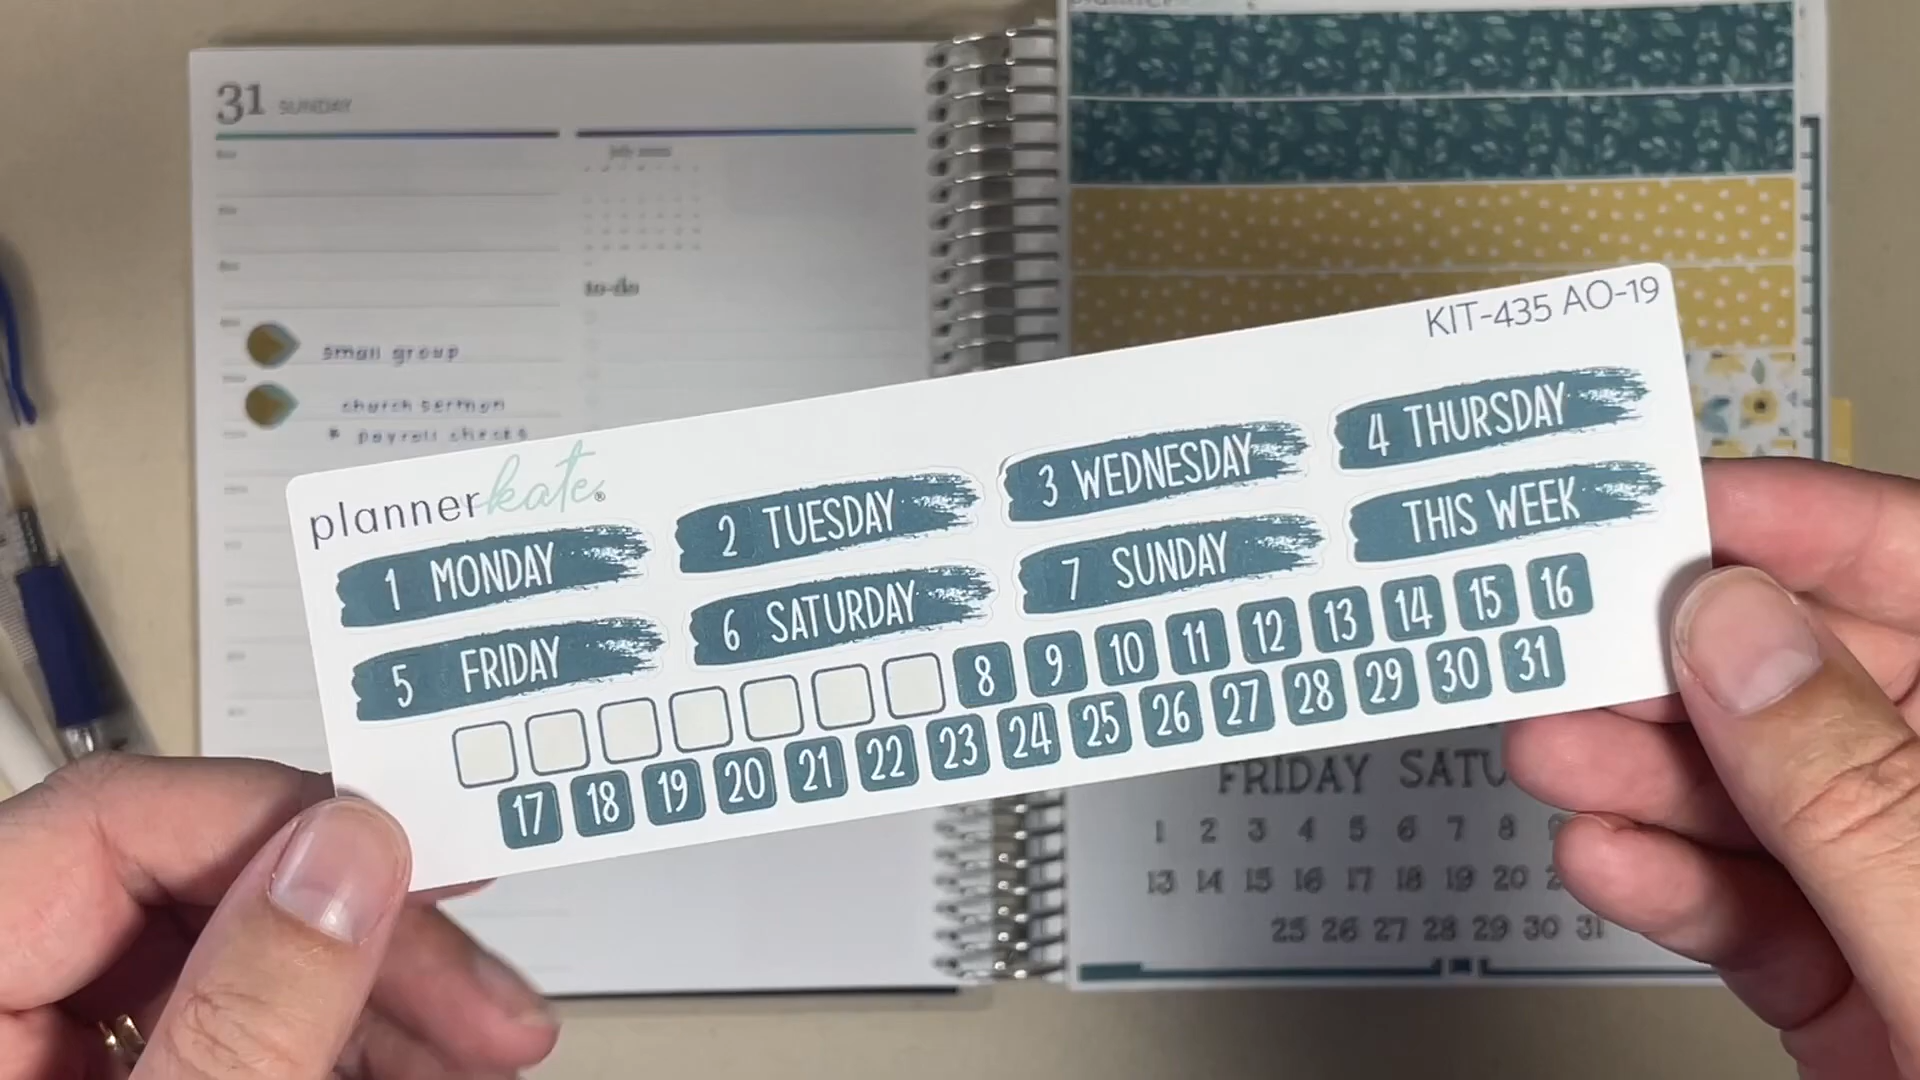 31 SUNDAY
to-do
small group
church sermon
* payroll checks
plannerkate®
KIT-435 AO-19
1 MONDAY
2 TUESDAY
3 WEDNESDAY
4 THURSDAY
5 FRIDAY
6 SATURDAY
7 SUNDAY
THIS WEEK
8 9 10 11 12 13 14 15 16
17 18 19 20 21 22 23 24 25 26 27 28 29 30 31
FRIDAY SATU
1 2 3 4 5 6 7 8
13 14 15 16 17 18 19 20
25 26 27 28 29 30 31